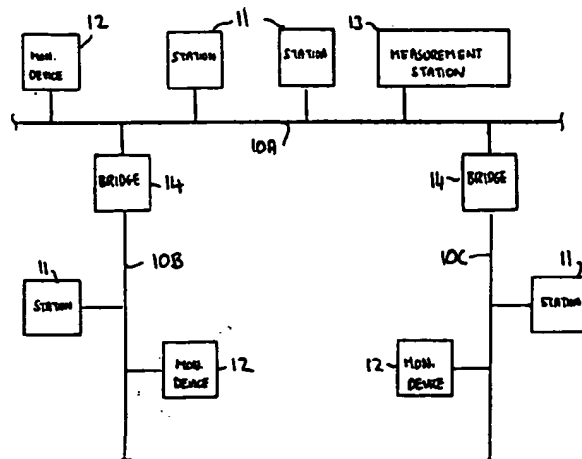 12
MON.
DEVICE
11
STATION
STATION
13
MEASUREMENT
STATION
10A
BRIDGE
14
14
BRIDGE
10B
10C
11
STATION
11
STATION
MON.
DEVICE
12
12
MON.
DEVICE